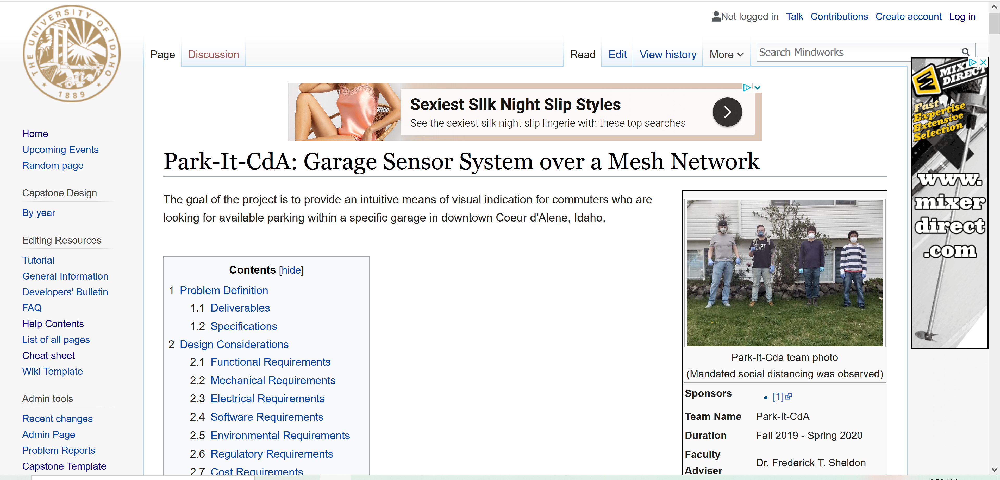 THE UNIVERSITY OF IDAHO
1889
Not logged in Talk Contributions Create account Log in
Page Discussion Read Edit View history More Search Mindworks
Home
Upcoming Events
Random page
Capstone Design
By year
Editing Resources
Tutorial
General Information
Developers' Bulletin
FAQ
Help Contents
List of all pages
Cheat sheet
Wiki Template
Admin tools
Recent changes
Admin Page
Problem Reports
Capstone Template
Sexiest SIlk Night Slip Styles
See the sexiest silk night slip lingerie with these top searches
Park-It-CdA: Garage Sensor System over a Mesh Network
The goal of the project is to provide an intuitive means of visual indication for commuters who are
looking for available parking within a specific garage in downtown Coeur d'Alene, Idaho.
Contents [hide]
1 Problem Definition
1.1 Deliverables
1.2 Specifications
2 Design Considerations
2.1 Functional Requirements
2.2 Mechanical Requirements
2.3 Electrical Requirements
2.4 Software Requirements
2.5 Environmental Requirements
2.6 Regulatory Requirements
2.7 Cost Requirements
Park-It-Cda team photo
(Mandated social distancing was observed)
Sponsors
• [1]
Team Name Park-It-CdA
Duration Fall 2019 - Spring 2020
Faculty
Adviser Dr. Frederick T. Sheldon
DIRECT
Fast
Expertise
Extensive
Selection
www.
mixer
direct
.com